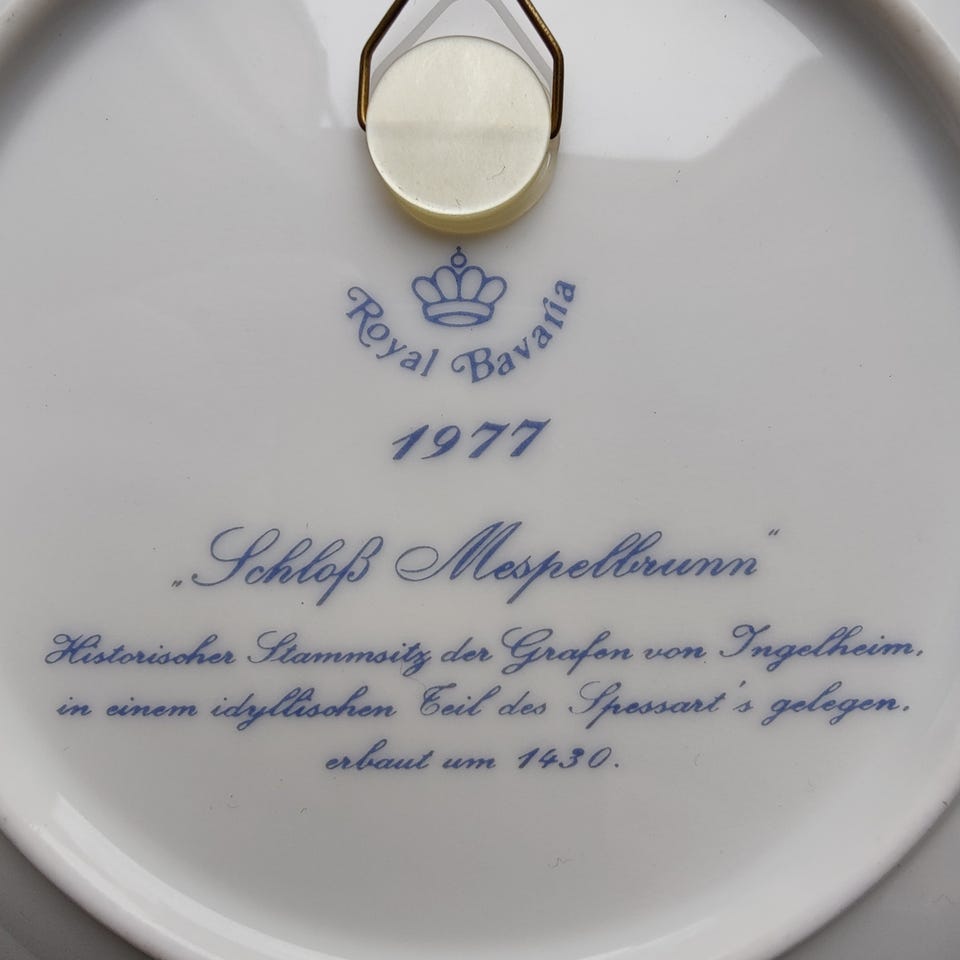 Royal Bavaria
1977
„Schloß Mespelbrunn“
Historischer Stammsitz der Grafen von Ingelheim,
in einem idyllischen Teil des Spessart's gelegen,
erbaut um 1430.